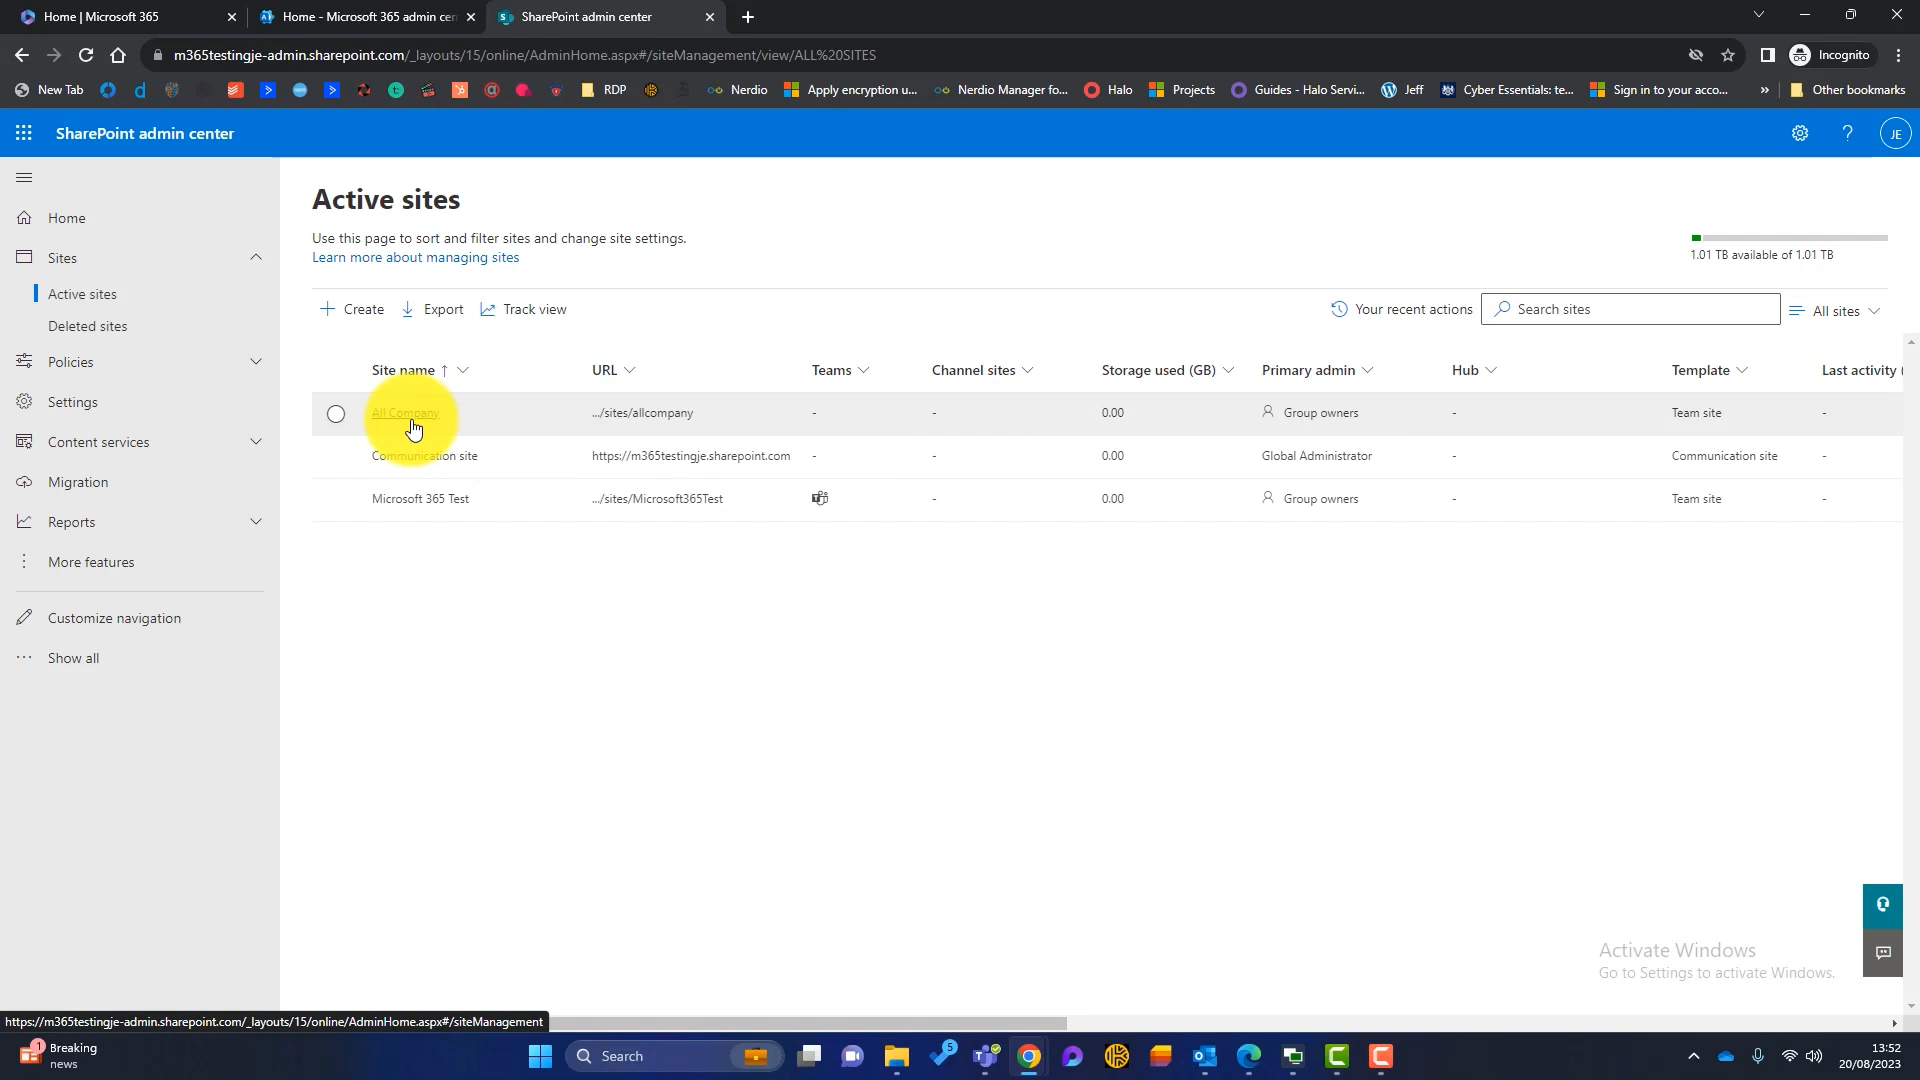 Home | Microsoft 365
Home - Microsoft 365 admin cen
SharePoint admin center
m365testingje-admin.sharepoint.com/_layouts/15/online/AdminHome.aspx#/siteManagement/view/ALL%20SITES
Incognito
New Tab
RDP
Nerdio
Apply encryption u...
Nerdio Manager fo...
Halo
Projects
Guides - Halo Servi...
Jeff
Cyber Essentials: te...
Sign in to your acco...
»
Other bookmarks
SharePoint admin center
?
JE
Home
Sites
Active sites
Deleted sites
Policies
Settings
Content services
Migration
Reports
More features
Customize navigation
Show all
Active sites
Use this page to sort and filter sites and change site settings.
Learn more about managing sites
1.01 TB available of 1.01 TB
Create
Export
Track view
Your recent actions
Search sites
All sites
Site name ↑ URL Teams Channel sites Storage used (GB) Primary admin Hub Template Last activity (
All Company .../sites/allcompany - - 0.00 Group owners - Team site -
Communication site https://m365testingje.sharepoint.com - - 0.00 Global Administrator - Communication site -
Microsoft 365 Test .../sites/Microsoft365Test - 0.00 Group owners - Team site -
Activate Windows
Go to Settings to activate Windows.
https://m365testingje-admin.sharepoint.com/_layouts/15/online/AdminHome.aspx#/siteManagement
1
Breaking
news
Search
5
13:52
20/08/2023